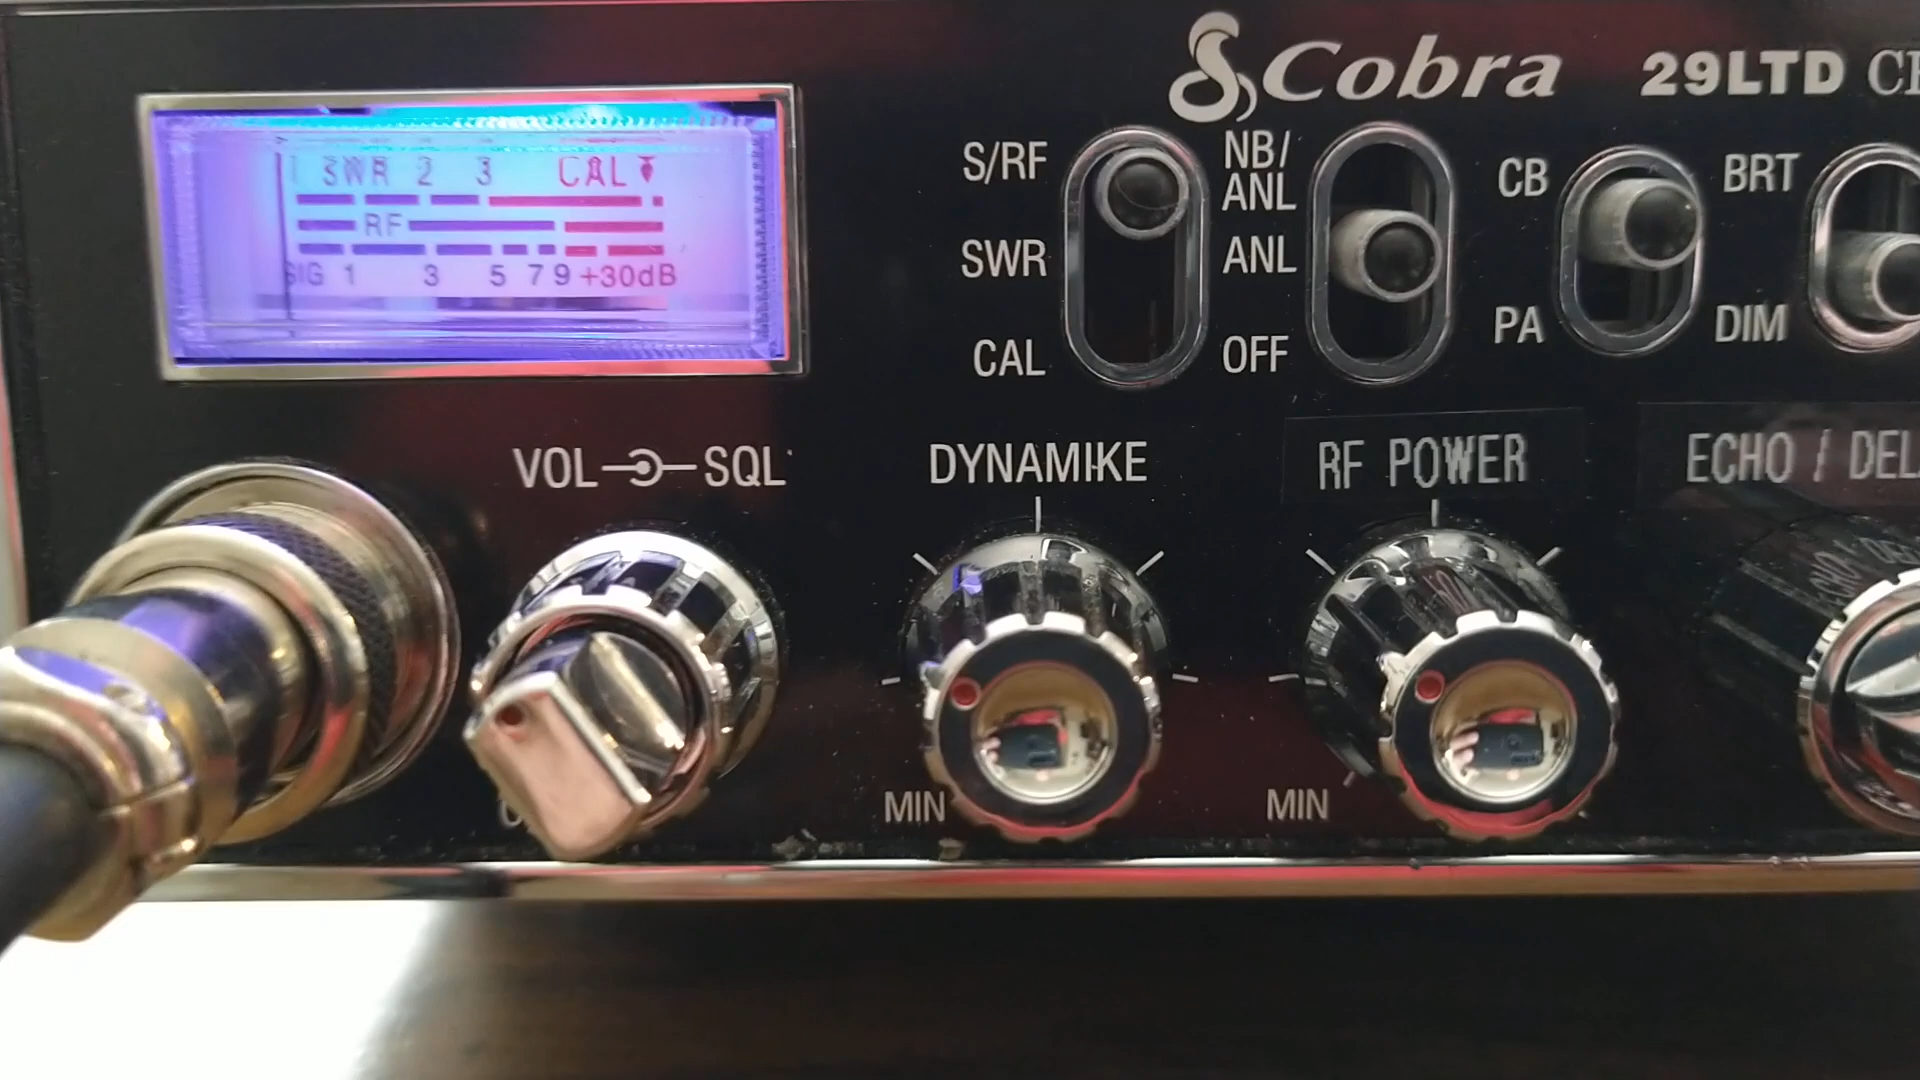 Cobra 29LTD
SWR 2 3 CAL
RF
SIG 1 3 5 7 9 +30dB
S/RF
SWR
CAL
NB/
ANL
ANL
OFF
CB
PA
BRT
DIM
VOL SQL
DYNAMIKE
RF POWER
ECHO /
MIN
MIN